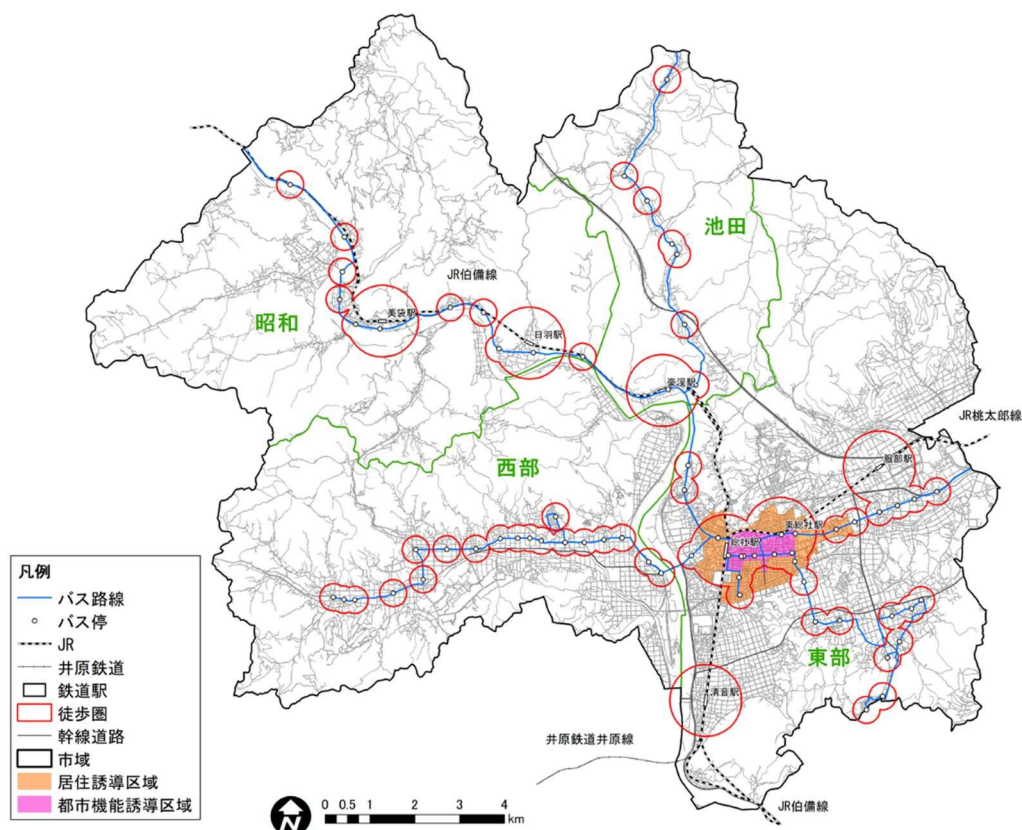 池田
JR伯備線
昭和
美袋駅
日羽駅
豪渓駅
JR桃太郎線
服部駅
西部
東総社駅
総社駅
東部
清音駅
井原鉄道井原線
JR伯備線
凡例
バス路線
バス停
JR
井原鉄道
鉄道駅
徒歩圏
幹線道路
市域
居住誘導区域
都市機能誘導区域
N
0 0.5 1 2 3 4
km